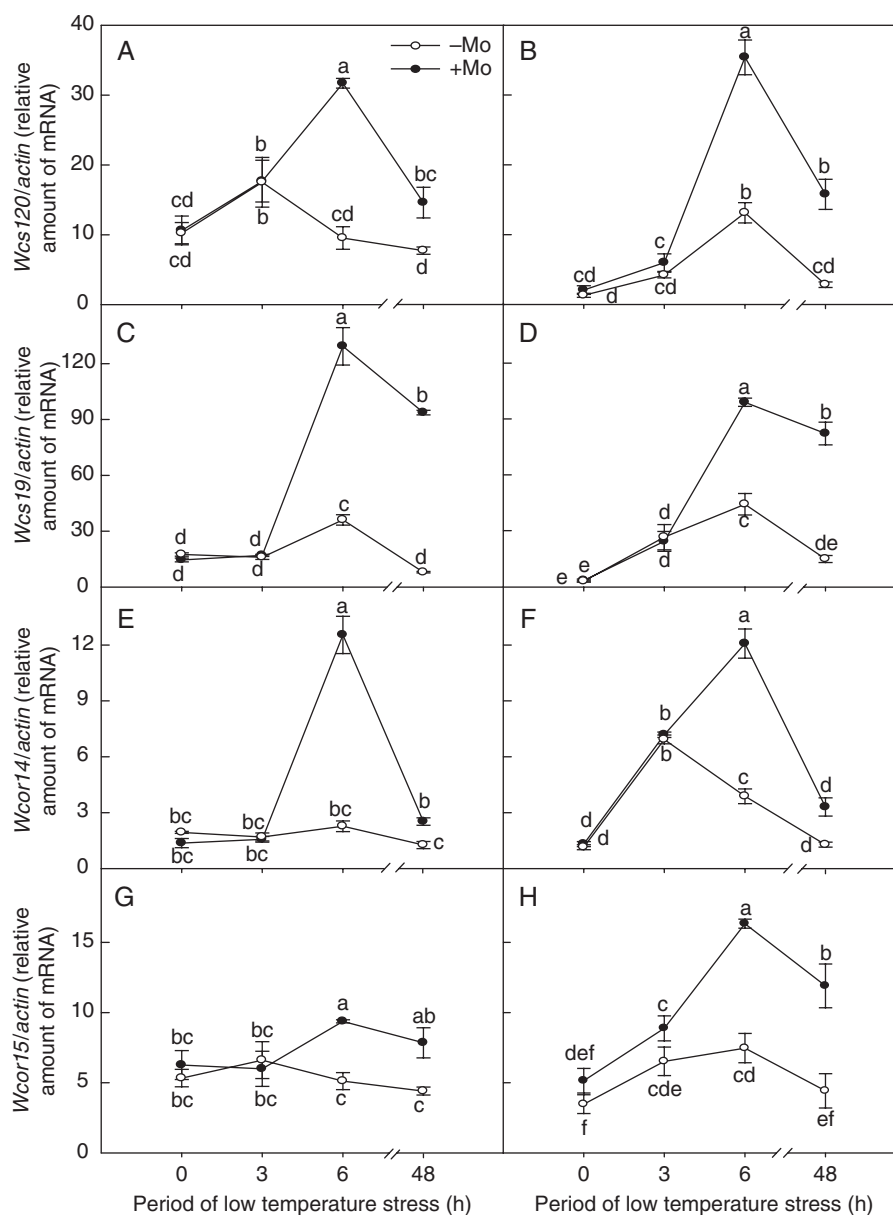 A
–Mo
+Mo
40
30
20
10
0
Wcs120/actin (relative
amount of mRNA)
cd
cd
b
b
a
cd
bc
d
B
cd
d
c
cd
a
b
b
cd
C
120
90
60
30
0
Wcs19/actin (relative
amount of mRNA)
d
d
d
d
a
c
b
d
D
e
e
d
d
a
c
b
de
E
12
9
6
3
0
Wcor14/actin (relative
amount of mRNA)
bc
bc
bc
bc
a
bc
b
c
F
d
d
b
b
a
c
d
d
G
15
10
5
0
Wcor15/actin (relative
amount of mRNA)
bc
bc
bc
bc
a
c
ab
c
H
def
f
c
cde
a
cd
b
ef
0 3 6 48
0 3 6 48
Period of low temperature stress (h)
Period of low temperature stress (h)